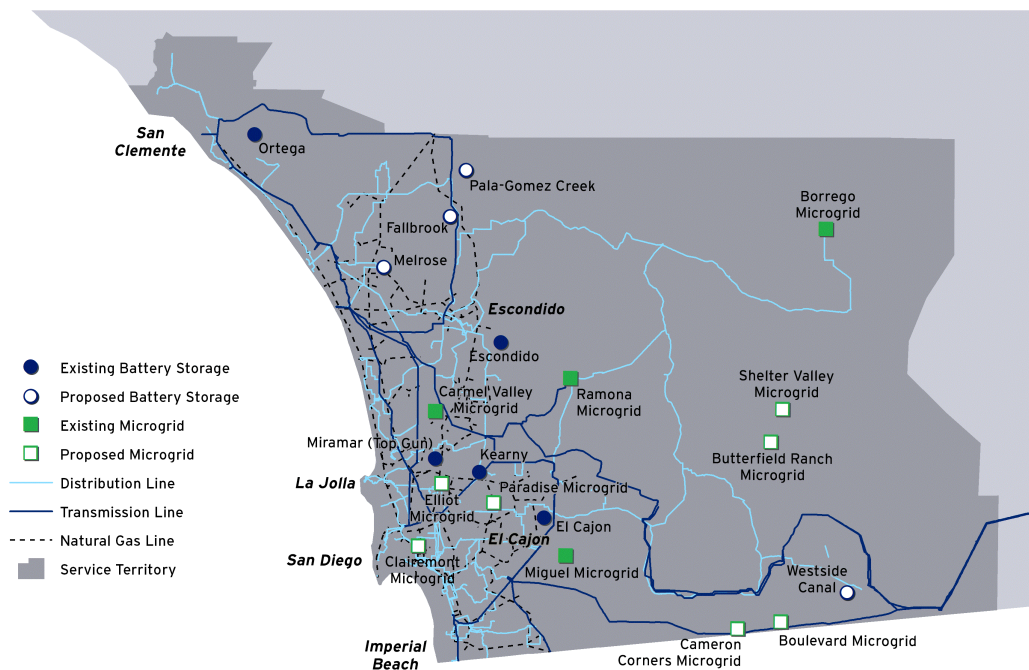 San
Clemente
Ortega
Pala-Gomez Creek
Fallbrook
Melrose
Borrego
Microgrid
Escondido
Escondido
Existing Battery Storage
Proposed Battery Storage
Existing Microgrid
Proposed Microgrid
Distribution Line
Transmission Line
Natural Gas Line
Service Territory
Carmel Valley
Microgrid
Ramona
Microgrid
Shelter Valley
Microgrid
Butterfield Ranch
Microgrid
Miramar (Top Gun)
Kearny
La Jolla
Elliot
Microgrid
Paradise Microgrid
El Cajon
El Cajon
San Diego
Clairemont
Microgrid
Miguel Microgrid
Westside
Canal
Imperial
Beach
Cameron
Corners Microgrid
Boulevard Microgrid